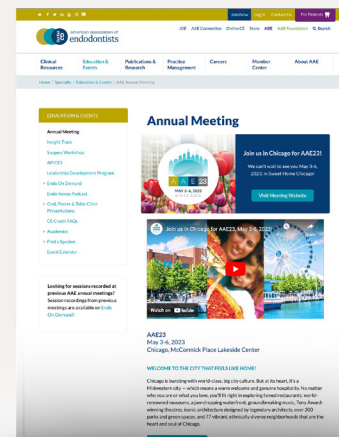 Join Now Log in Contact Us For Patients
american association of
endodontists
JOE AAE Connection Online CE Store ABE AAE Foundation Search
Clinical Resources
Education & Events
Publications & Research
Practice Management
Careers
Member Center
About AAE
Home / Specialty / Education & Events / AAE Annual Meeting
EDUCATION & EVENTS
Annual Meeting
Insight Track
Surgery Workshop
APICES
Leadership Development Program
Endo On Demand
Endo Voices Podcast
Oral, Poster & Table Clinic
Presentations
CE Credit FAQs
Academics
Find a Speaker
Event Calendar
Looking for sessions recorded at
previous AAE annual meetings?
Session recordings from previous
meetings are available on Endo
On Demand!
Annual Meeting
AAE23
MAY 3-6, 2023
CHICAGO
Join us in Chicago for AAE23!
We can't wait to see you May 3-6,
2023, in Sweet Home Chicago!
Visit Meeting Website
Join us in Chicago for AAE23, May 3-6, 2023
Watch on YouTube
AAE23
May 3-6, 2023
Chicago, McCormick Place Lakeside Center
WELCOME TO THE CITY THAT FEELS LIKE HOME!
Chicago is bursting with world-class, big city culture. But at its heart, it's a
Midwestern city – which means a warm welcome and genuine hospitality. No matter
who you are or what you love, you'll fit right in exploring famed restaurants, world-
renowned museums, a jaw-dropping waterfront, groundbreaking music, Tony Award-
winning theatres, iconic architecture designed by legendary architects, over 300
parks and green spaces, and 77 vibrant, ethnically diverse neighborhoods that are the
heart and soul of Chicago.